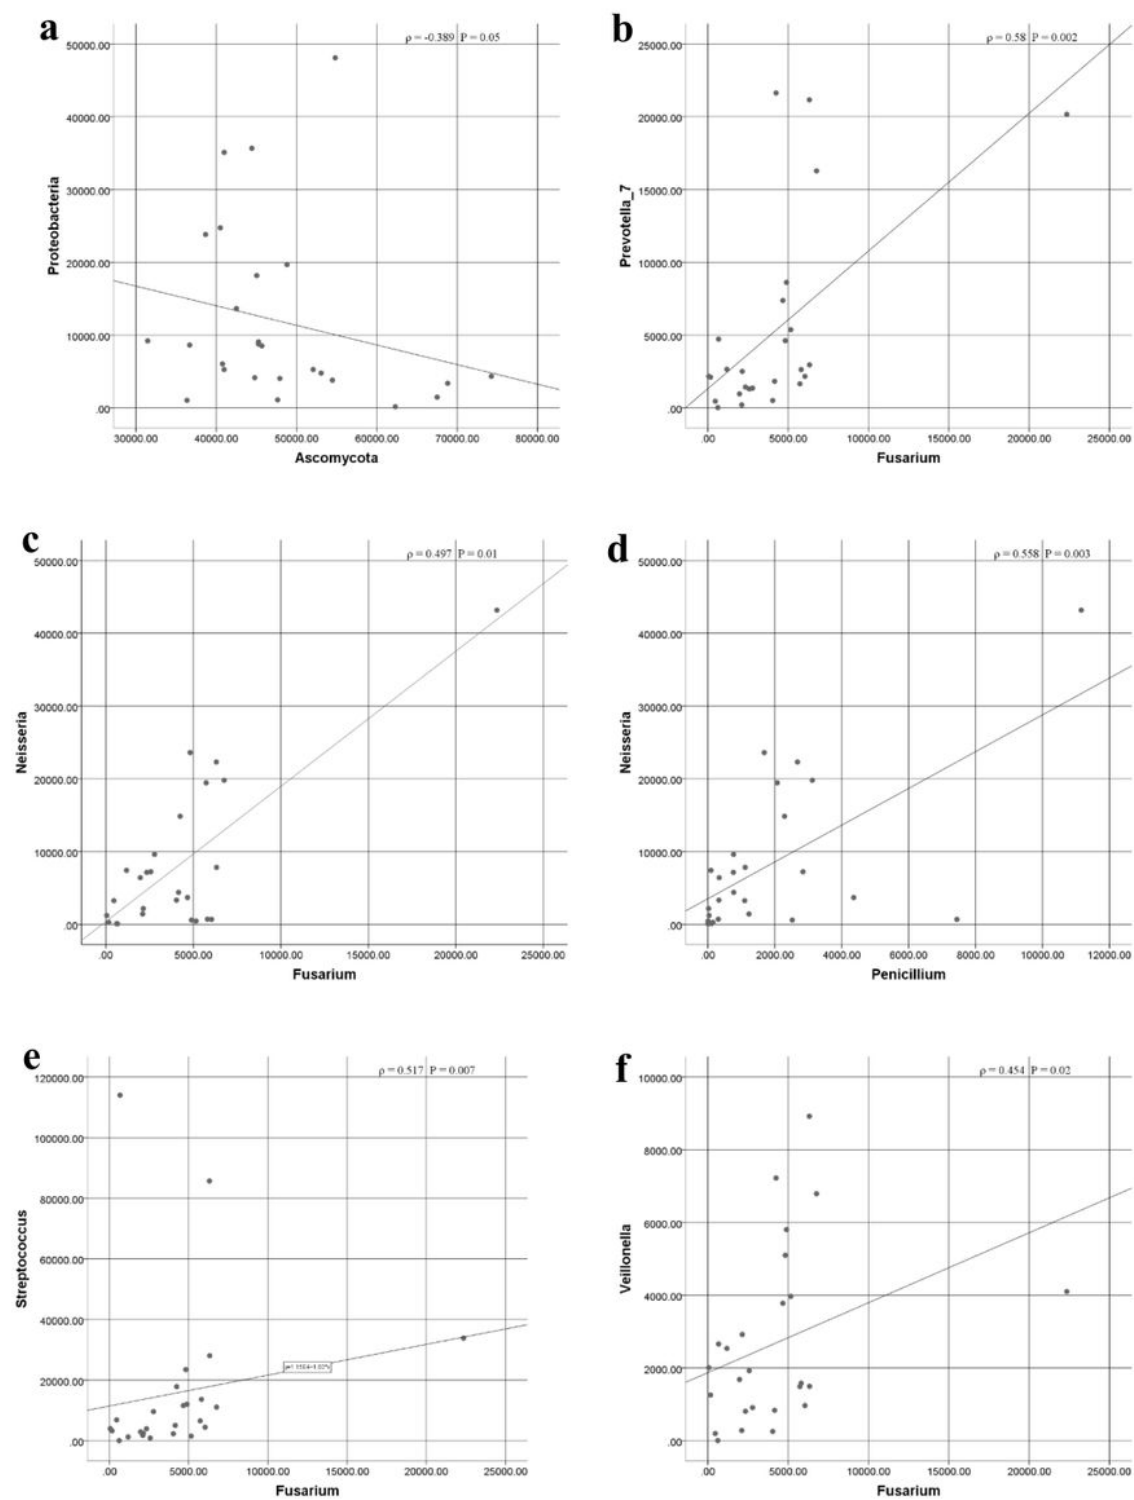 a
ρ = -0.389 P = 0.05
50000.00
40000.00
30000.00
20000.00
10000.00
.00
Proteobacteria
30000.00 40000.00 50000.00 60000.00 70000.00 80000.00
Ascomycota
b
ρ = 0.58 P = 0.002
25000.00
20000.00
15000.00
10000.00
5000.00
.00
Prevotella_7
.00 5000.00 10000.00 15000.00 20000.00 25000.00
Fusarium
c
ρ = 0.497 P = 0.01
50000.00
40000.00
30000.00
20000.00
10000.00
.00
Neisseria
.00 5000.00 10000.00 15000.00 20000.00 25000.00
Fusarium
d
ρ = 0.558 P = 0.003
50000.00
40000.00
30000.00
20000.00
10000.00
.00
Neisseria
.00 2000.00 4000.00 6000.00 8000.00 10000.00 12000.00
Penicillium
e
ρ = 0.517 P = 0.007
120000.00
100000.00
80000.00
60000.00
40000.00
20000.00
.00
Streptococcus
.00 5000.00 10000.00 15000.00 20000.00 25000.00
Fusarium
f
ρ = 0.454 P = 0.02
10000.00
8000.00
6000.00
4000.00
2000.00
.00
Veillonella
.00 5000.00 10000.00 15000.00 20000.00 25000.00
Fusarium